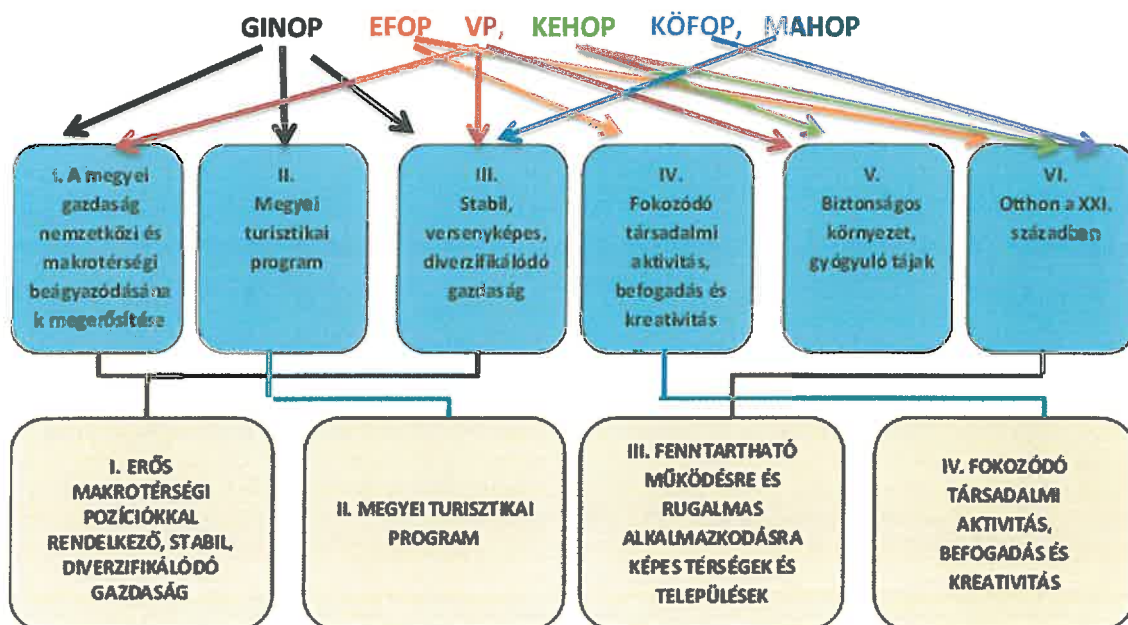 GINOP EFOP VP, KEHOP KÖFOP, MAHOP
I. A megyei
gazdaság
nemzetközi és
makrotérségi
beágyazódásána
k megerősítése
II.
Megyei
turisztikai
program
III.
Stabil,
versenyképes,
diverzifikálódó
gazdaság
IV.
Fokozódó
társadalmi
aktivitás,
befogadás és
kreativitás
V.
Biztonságos
környezet,
gyógyuló tájak
VI.
Otthon a XXI.
században
I. ERŐS
MAKROTÉRSÉGI
POZÍCIÓKKAL
RENDELKEZŐ, STABIL,
DIVERZIFIKÁLÓDÓ
GAZDASÁG
II. MEGYEI TURISZTIKAI
PROGRAM
III. FENNTARTHATÓ
MŰKÖDÉSRE ÉS
RUGALMAS
ALKALMAZKODÁSRA
KÉPES TÉRSÉGEK ÉS
TELEPÜLÉSEK
IV. FOKOZÓDÓ
TÁRSADALMI
AKTIVITÁS,
BEFOGADÁS ÉS
KREATIVITÁS